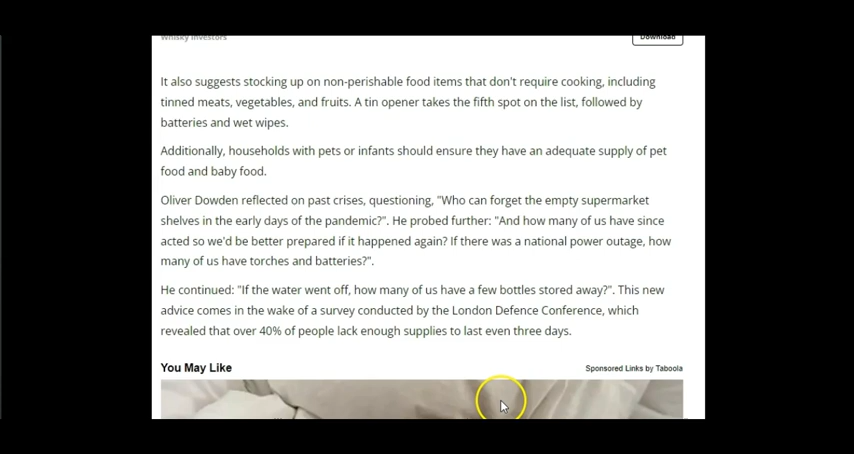 Whisky Investors
Download
It also suggests stocking up on non-perishable food items that don't require cooking, including
tinned meats, vegetables, and fruits. A tin opener takes the fifth spot on the list, followed by
batteries and wet wipes.
Additionally, households with pets or infants should ensure they have an adequate supply of pet
food and baby food.
Oliver Dowden reflected on past crises, questioning, "Who can forget the empty supermarket
shelves in the early days of the pandemic?". He probed further: "And how many of us have since
acted so we'd be better prepared if it happened again? If there was a national power outage, how
many of us have torches and batteries?".
He continued: "If the water went off, how many of us have a few bottles stored away?". This new
advice comes in the wake of a survey conducted by the London Defence Conference, which
revealed that over 40% of people lack enough supplies to last even three days.
You May Like
Sponsored Links by Taboola